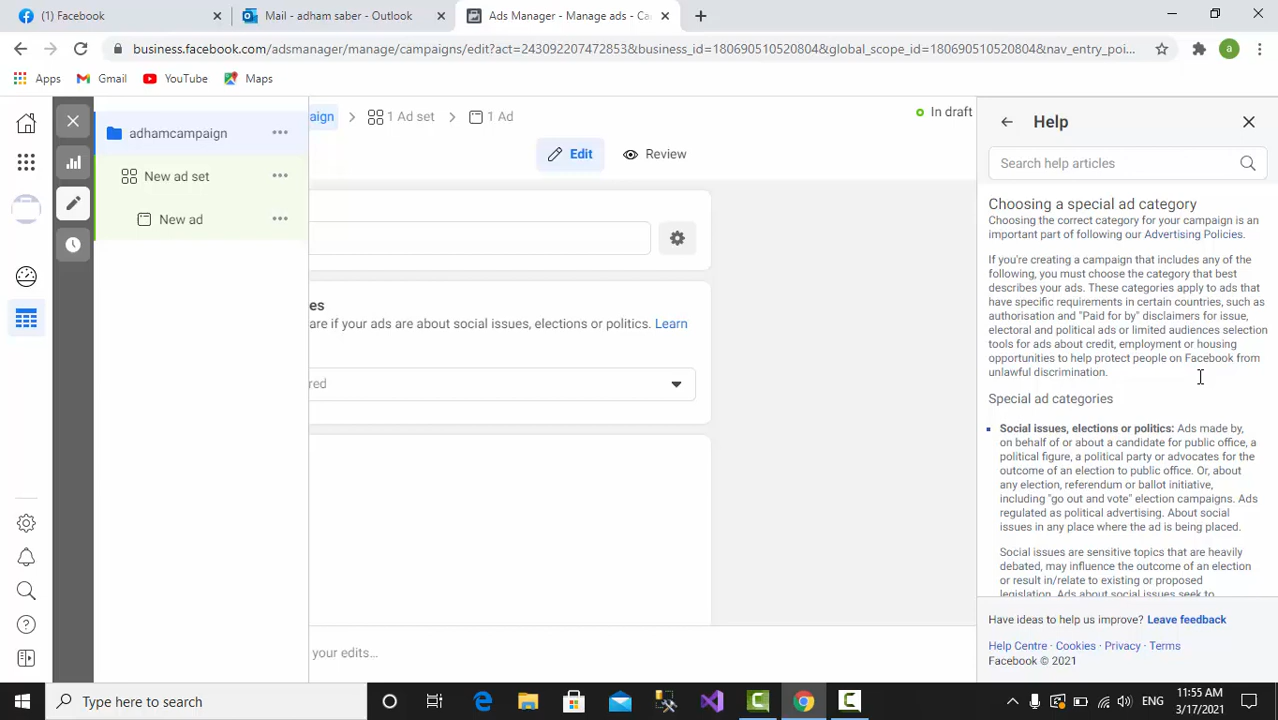 (1) Facebook
Mail - adham saber - Outlook
Ads Manager - Manage ads - Ca
business.facebook.com/adsmanager/manage/campaigns/edit?act=243092207472853&business_id=180690510520804&global_scope_id=180690510520804&nav_entry_poi...
a
Apps
Gmail
YouTube
Maps
adhamcampaign
New ad set
New ad
aign
1 Ad set
1 Ad
In draft
Edit
Review
es
are if your ads are about social issues, elections or politics. Learn
red
your edits...
Help
Search help articles
Choosing a special ad category
Choosing the correct category for your campaign is an
important part of following our Advertising Policies.
If you're creating a campaign that includes any of the
following, you must choose the category that best
describes your ads. These categories apply to ads that
have specific requirements in certain countries, such as
authorisation and "Paid for by" disclaimers for issue,
electoral and political ads or limited audiences selection
tools for ads about credit, employment or housing
opportunities to help protect people on Facebook from
unlawful discrimination.
Special ad categories
Social issues, elections or politics: Ads made by,
on behalf of or about a candidate for public office, a
political figure, a political party or advocates for the
outcome of an election to public office. Or, about
any election, referendum or ballot initiative,
including "go out and vote" election campaigns. Ads
regulated as political advertising. About social
issues in any place where the ad is being placed.
Social issues are sensitive topics that are heavily
debated, may influence the outcome of an election
or result in/relate to existing or proposed
legislation. Ads about social issues seek to
Have ideas to help us improve? Leave feedback
Help Centre · Cookies · Privacy · Terms
Facebook © 2021
Type here to search
ENG
11:55 AM
3/17/2021